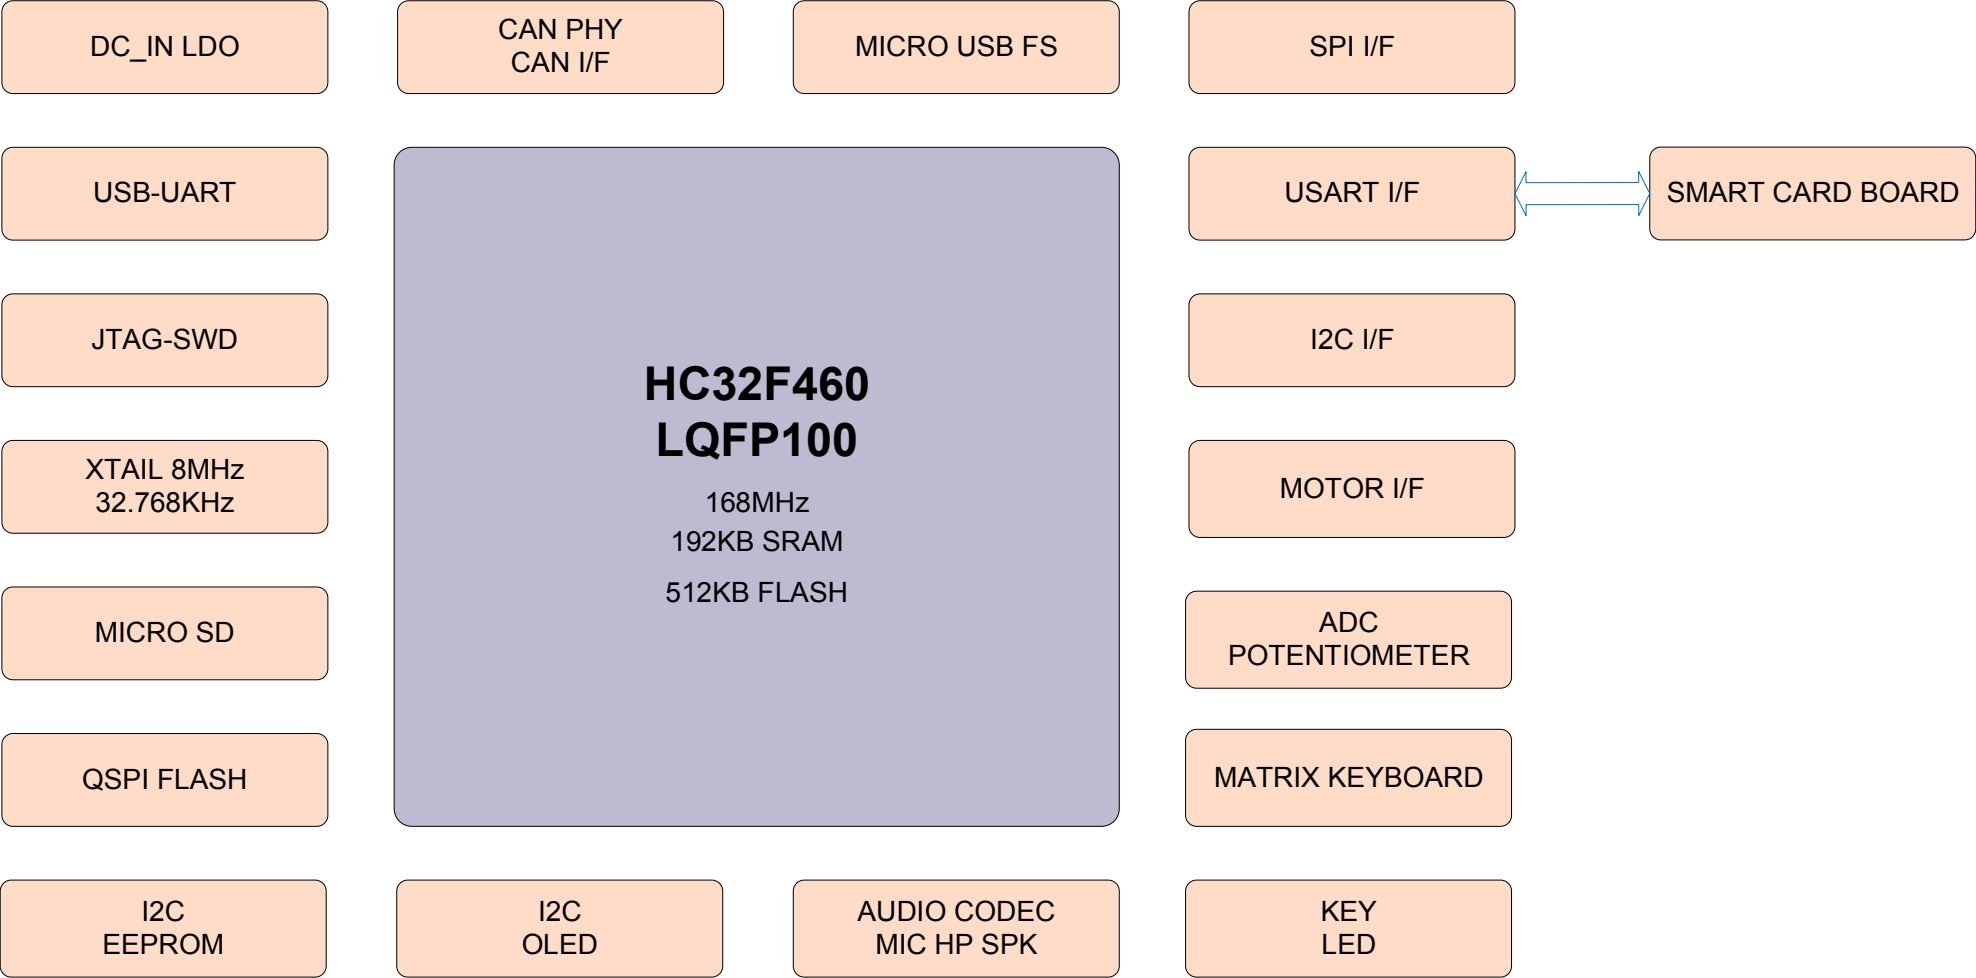 DC_IN LDO
CAN PHY
CAN I/F
MICRO USB FS
SPI I/F
USB-UART
USART I/F
SMART CARD BOARD
JTAG-SWD
I2C I/F
HC32F460
LQFP100
168MHz
192KB SRAM
512KB FLASH
XTAIL 8MHz
32.768KHz
MOTOR I/F
MICRO SD
ADC
POTENTIOMETER
QSPI FLASH
MATRIX KEYBOARD
I2C
EEPROM
I2C
OLED
AUDIO CODEC
MIC HP SPK
KEY
LED